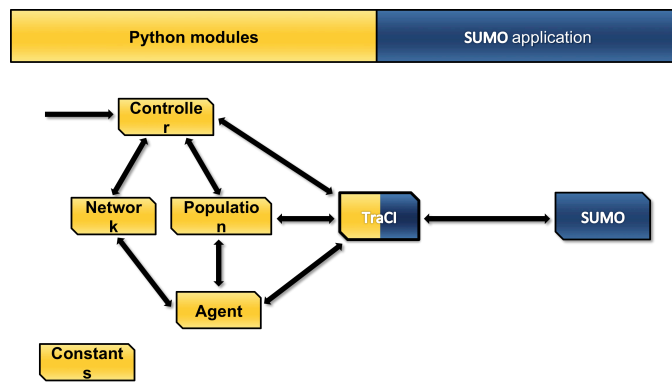 Python modules
SUMO application
Controlle
r
Networ
k
Populatio
n
TraCI
SUMO
Agent
Constant
s